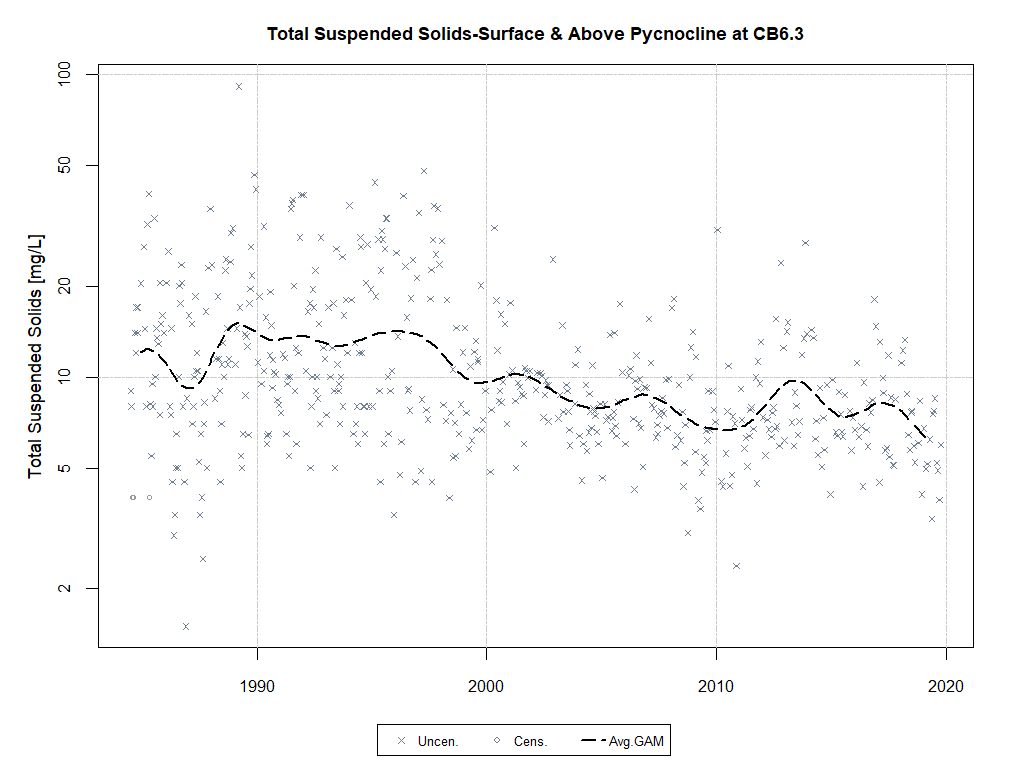 Total Suspended Solids-Surface & Above Pycnocline at CB6.3
Total Suspended Solids [mg/L]
100
50
20
10
5
2
1990
2000
2010
2020
Uncen.
Cens.
Avg.GAM